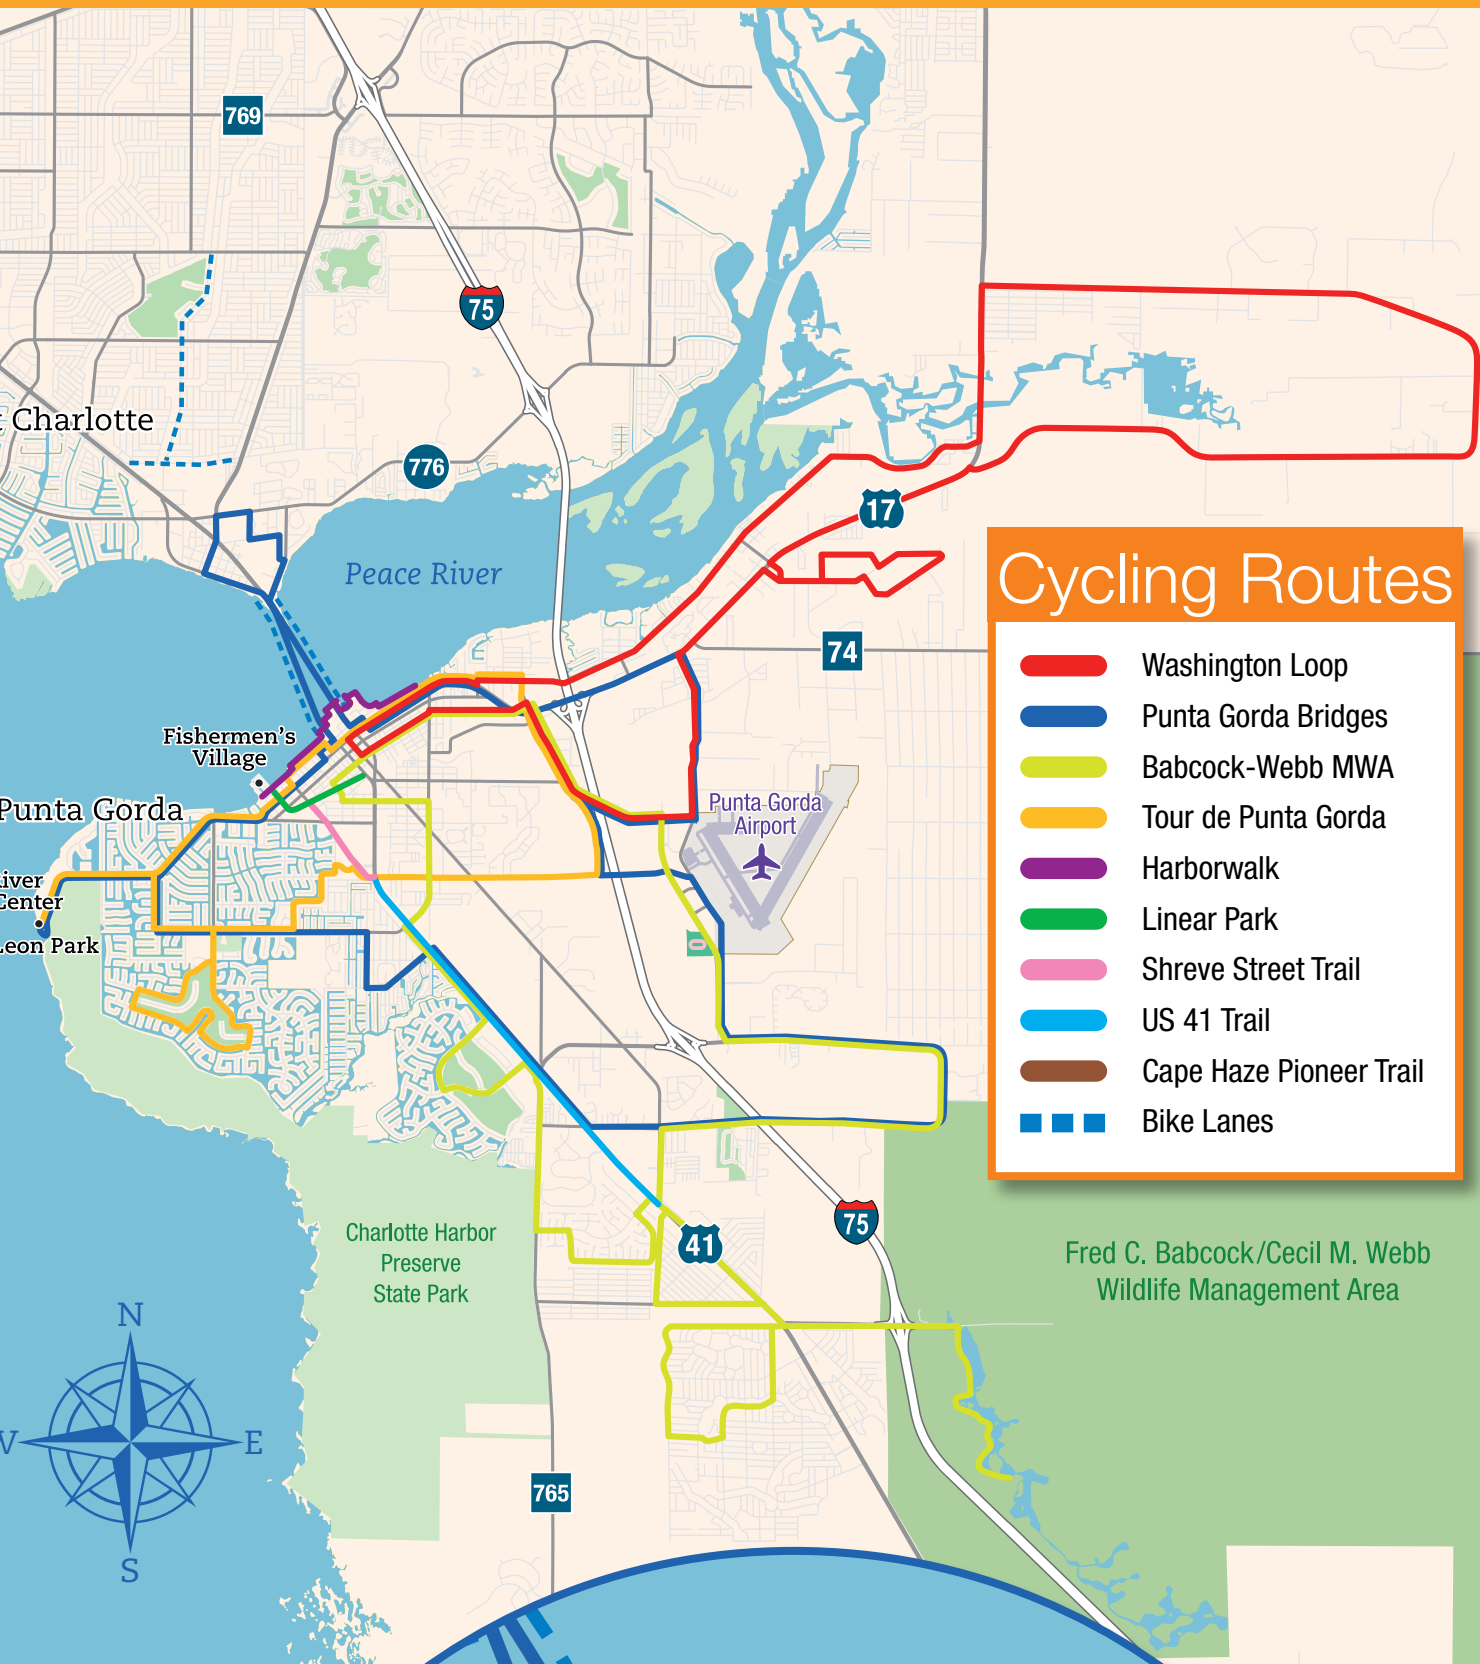 769
75
Charlotte
776
Peace River
17
74
Fishermen's
Village
Punta Gorda
Punta Gorda
Airport
iver
Center
Leon Park
0
Cycling Routes
Washington Loop
Punta Gorda Bridges
Babcock-Webb MWA
Tour de Punta Gorda
Harborwalk
Linear Park
Shreve Street Trail
US 41 Trail
Cape Haze Pioneer Trail
Bike Lanes
75
41
Charlotte Harbor
Preserve
State Park
Fred C. Babcock/Cecil M. Webb
Wildlife Management Area
N
E
S
765